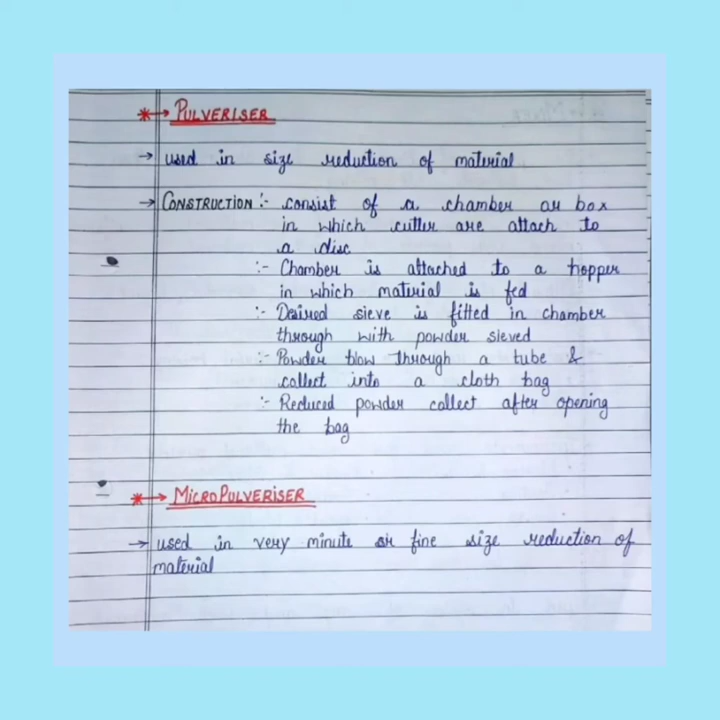 * → PULVERISER
→ used in size reduction of material
→ CONSTRUCTION :- consist of a chamber or box
in which cutter are attach to
a disc
:- Chamber is attached to a hopper
in which material is fed
:- Desired sieve is fitted in chamber
through with powder sieved
:- Powder blow through a tube &
collect into a cloth bag
:- Reduced powder collect after opening
the bag
* → MICROPULVERISER
→ used in very minute or fine size reduction of
material